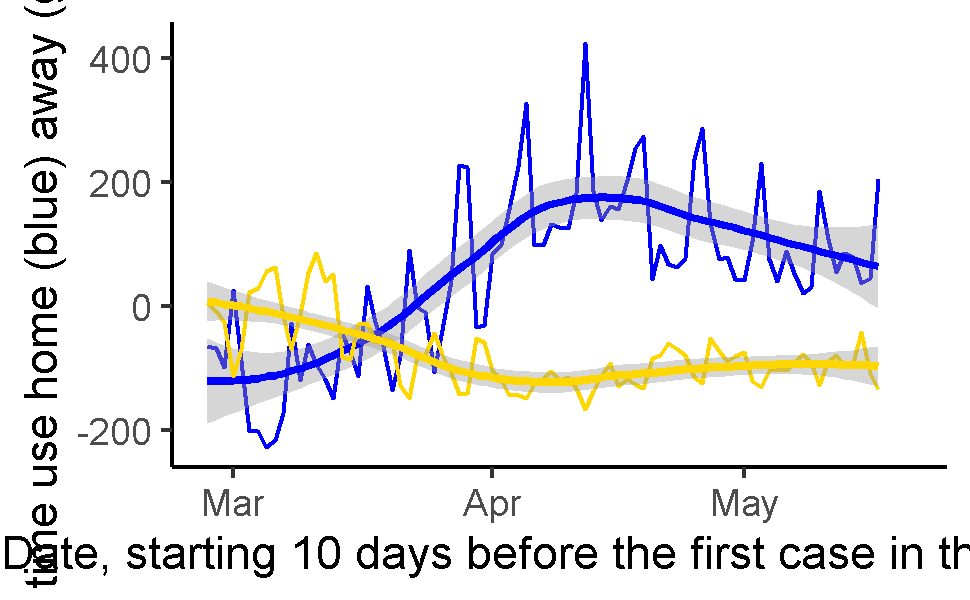 time use home (blue) away (
400
200
0
-200
Mar Apr May
Date, starting 10 days before the first case in th